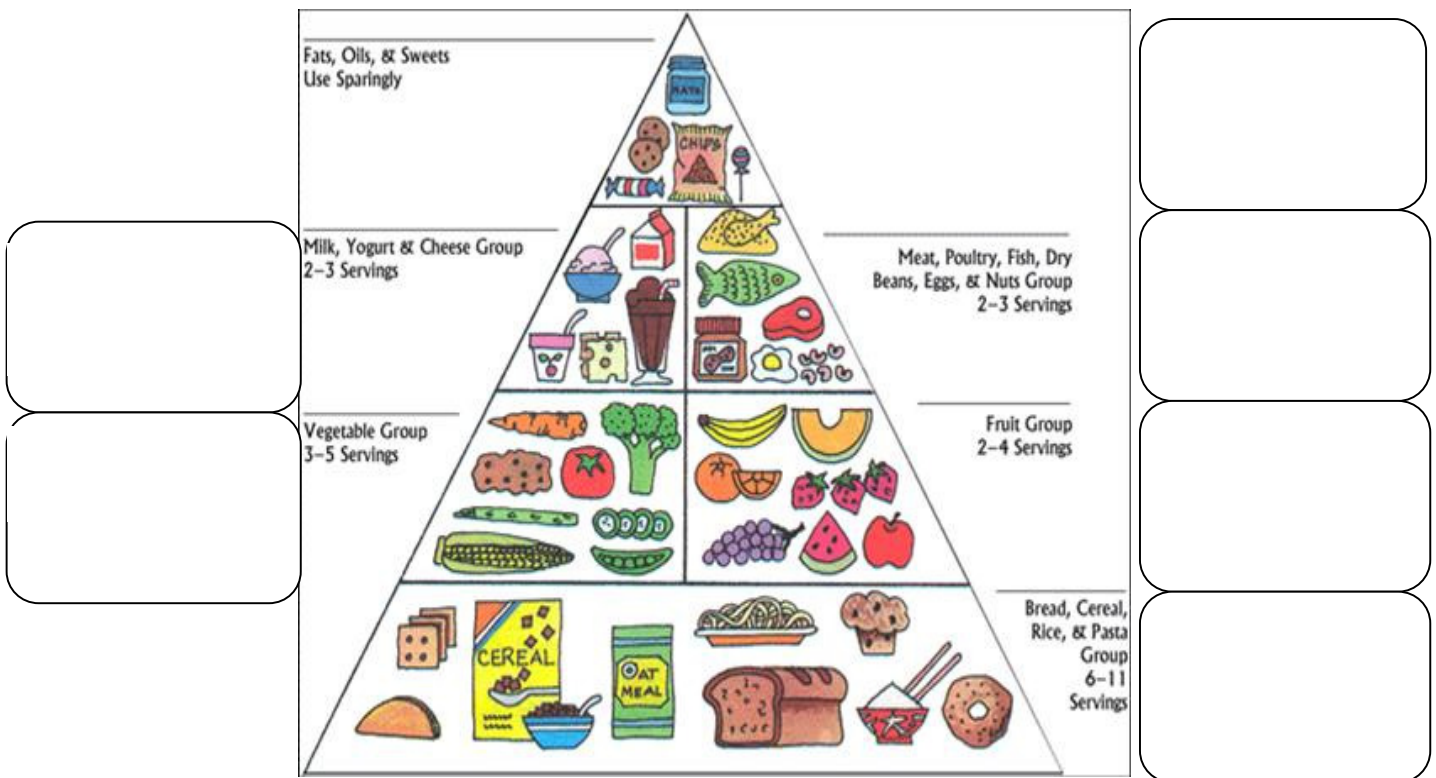 Fats, Oils, & Sweets
Use Sparingly
MAYO
CHIPS
Milk, Yogurt & Cheese Group
2–3 Servings
Meat, Poultry, Fish, Dry
Beans, Eggs, & Nuts Group
2–3 Servings
Vegetable Group
3–5 Servings
Fruit Group
2–4 Servings
Bread, Cereal,
Rice, & Pasta
Group
6–11
Servings
CEREAL
OAT
MEAL